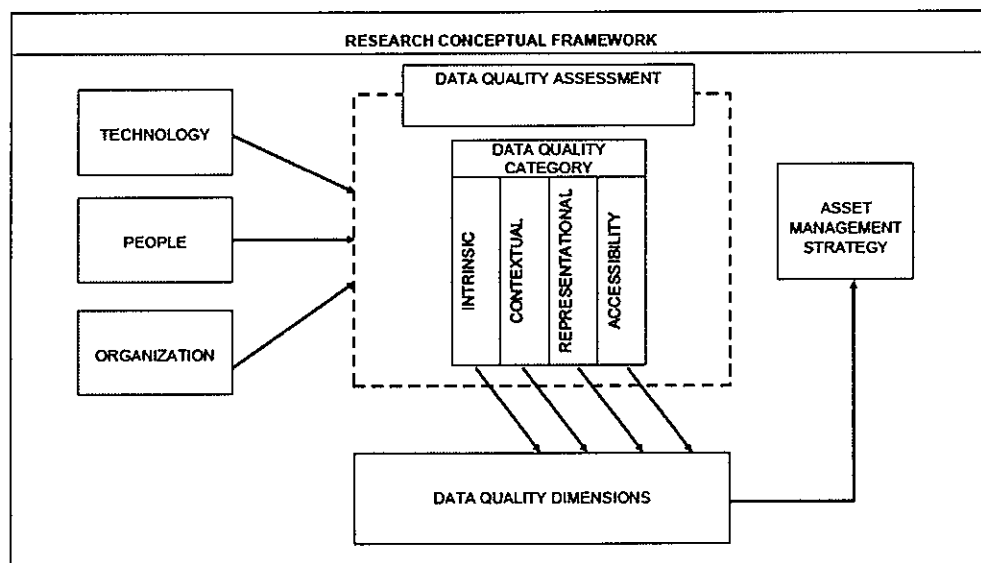 RESEARCH CONCEPTUAL FRAMEWORK
DATA QUALITY ASSESSMENT
TECHNOLOGY
PEOPLE
ORGANIZATION
DATA QUALITY
CATEGORY
INTRINSIC
CONTEXTUAL
REPRESENTATIONAL
ACCESSIBILITY
ASSET
MANAGEMENT
STRATEGY
DATA QUALITY DIMENSIONS